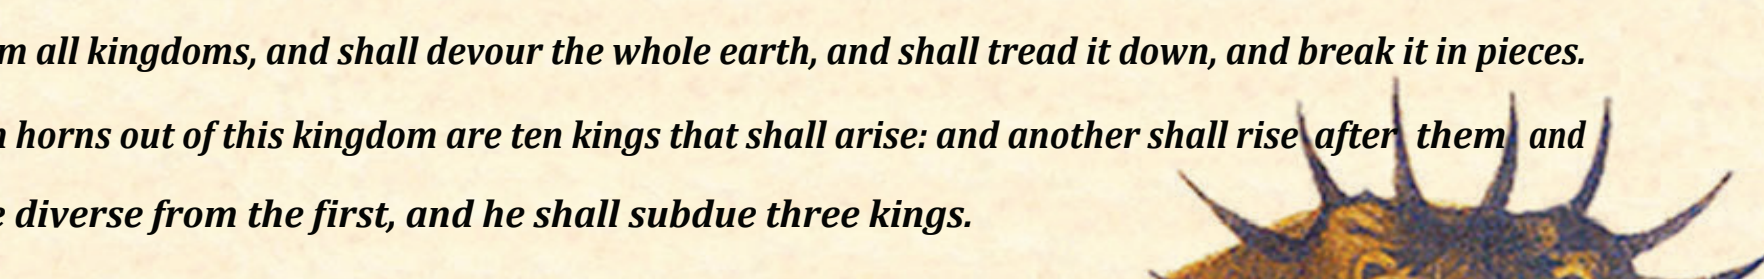 m all kingdoms, and shall devour the whole earth, and shall tread it down, and break it in pieces.
horns out of this kingdom are ten kings that shall arise: and another shall rise after them and
diverse from the first, and he shall subdue three kings.